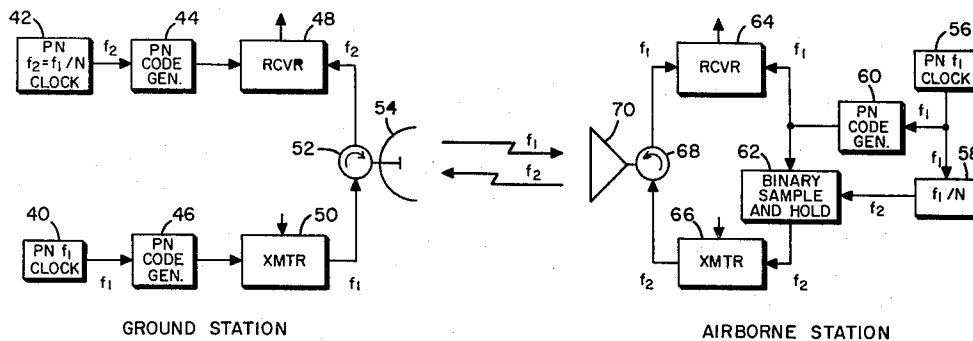 42
PN
f2=f1/N
CLOCK
f2
44
PN
CODE
GEN.
48
RCVR
f2
54
52
40
PN f1
CLOCK
f1
46
PN
CODE
GEN.
50
XMTR
f1
GROUND STATION
f1
f2
64
RCVR
f1
f1
56
PN f1
CLOCK
60
PN
CODE
GEN.
f1
f1
70
68
62
BINARY
SAMPLE
AND HOLD
f2
58
f1/N
66
XMTR
f2
f2
AIRBORNE STATION